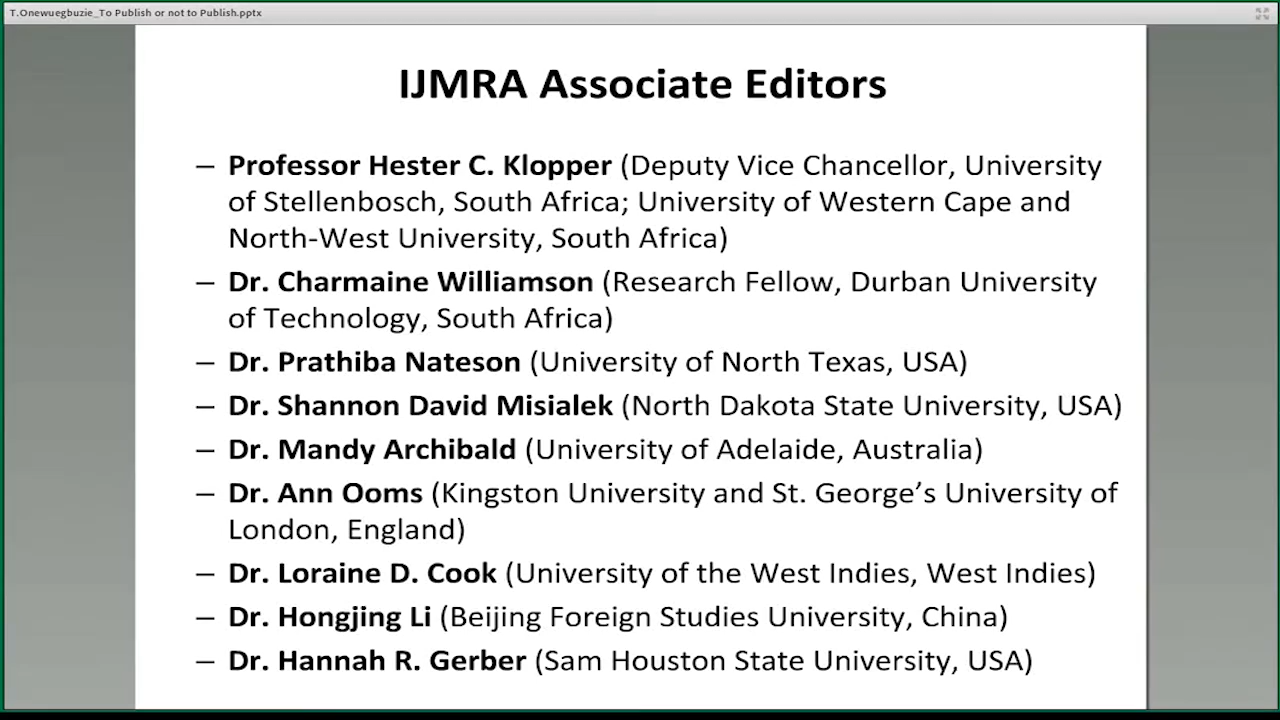 T.Onewuegbuzie_To Publish or not to Publish.pptx
IJMRA Associate Editors
– Professor Hester C. Klopper (Deputy Vice Chancellor, University
of Stellenbosch, South Africa; University of Western Cape and
North-West University, South Africa)
– Dr. Charmaine Williamson (Research Fellow, Durban University
of Technology, South Africa)
– Dr. Prathiba Nateson (University of North Texas, USA)
– Dr. Shannon David Misialek (North Dakota State University, USA)
– Dr. Mandy Archibald (University of Adelaide, Australia)
– Dr. Ann Ooms (Kingston University and St. George’s University of
London, England)
– Dr. Loraine D. Cook (University of the West Indies, West Indies)
– Dr. Hongjing Li (Beijing Foreign Studies University, China)
– Dr. Hannah R. Gerber (Sam Houston State University, USA)